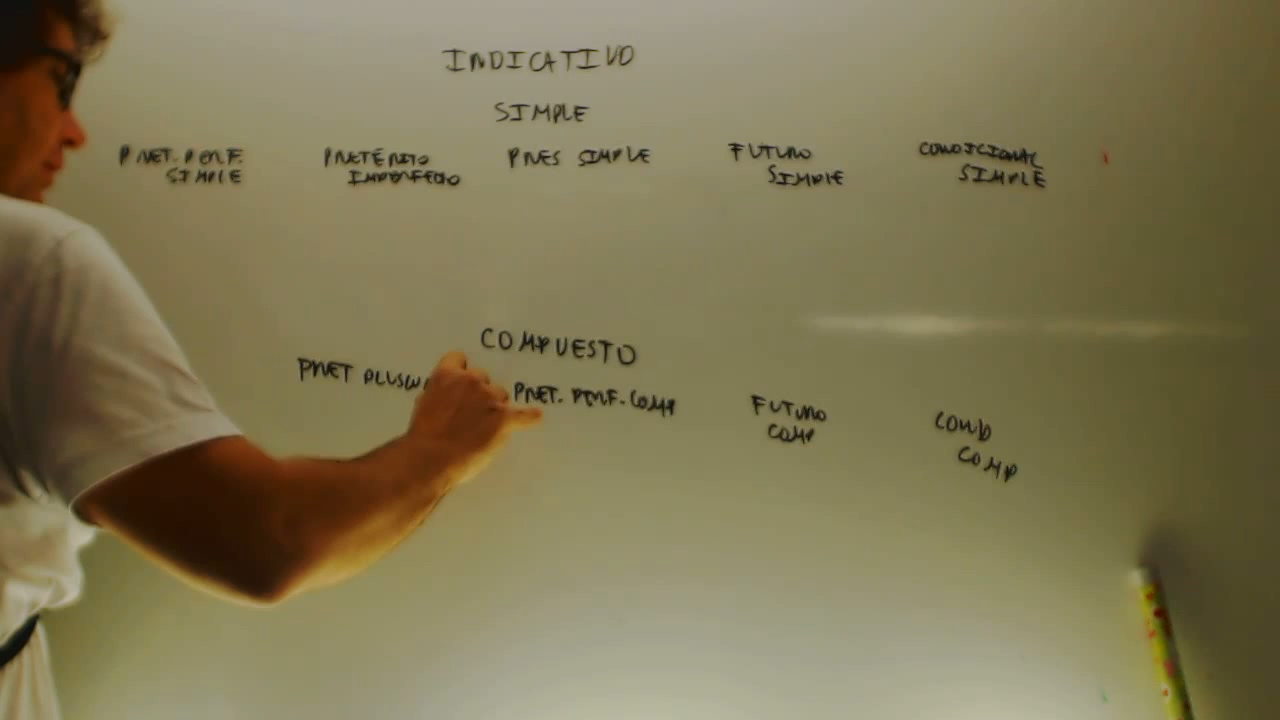 INDICATIVO
SIMPLE
PRET. PERF.
SIMPLE
PRETÉRITO
IMPERFECTO
PRES SIMPLE
FUTURO
SIMPLE
CONDICIONAL
SIMPLE
COMPUESTO
PRET PLUSCU
PRET. PERF. COMP
FUTURO
COMP
COND
COMP